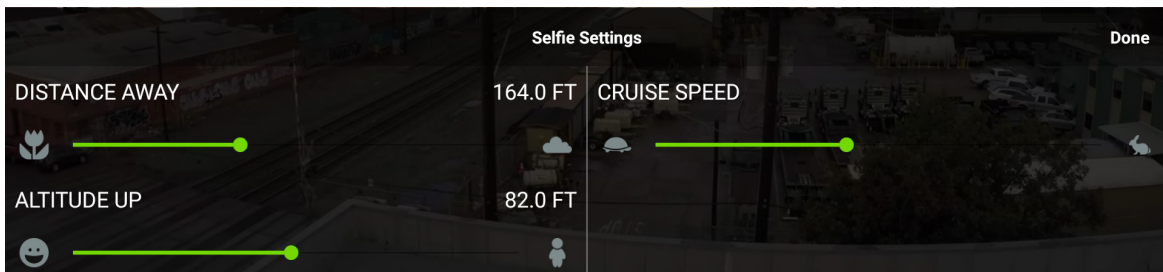 Selfie Settings
Done
DISTANCE AWAY
164.0 FT
CRUISE SPEED
ALTITUDE UP
82.0 FT